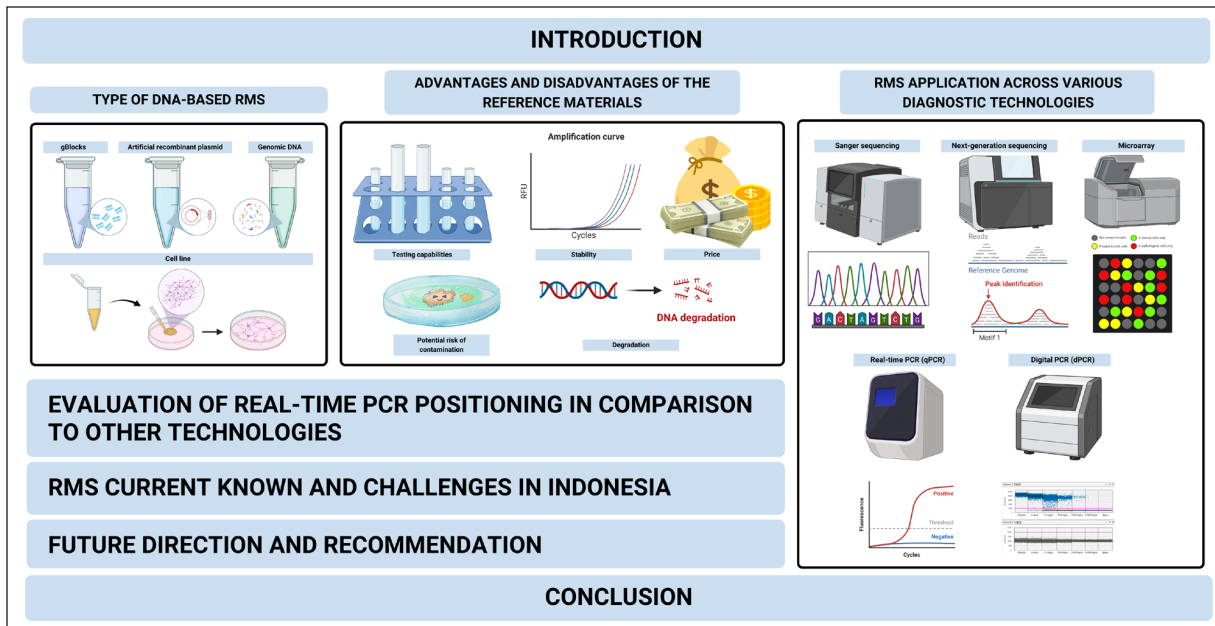 INTRODUCTION
TYPE OF DNA-BASED RMS
gBlocks
Artificial recombinant plasmid
Genomic DNA
Cell line
ADVANTAGES AND DISADVANTAGES OF THE
REFERENCE MATERIALS
Amplification curve
RFU
Cycles
$
Testing capabilities
Stability
Price
DNA degradation
Potential risk of
contamination
Degradation
RMS APPLICATION ACROSS VARIOUS
DIAGNOSTIC TECHNOLOGIES
Sanger sequencing
Next-generation sequencing
Microarray
Reads
Reference Genome
Peak identification
Motif 1
G A C T A G T C T G
Real-time PCR (qPCR)
Digital PCR (dPCR)
Fluorescence
Positive
Threshold
Negative
Cycles
EVALUATION OF REAL-TIME PCR POSITIONING IN COMPARISON
TO OTHER TECHNOLOGIES
RMS CURRENT KNOWN AND CHALLENGES IN INDONESIA
FUTURE DIRECTION AND RECOMMENDATION
CONCLUSION